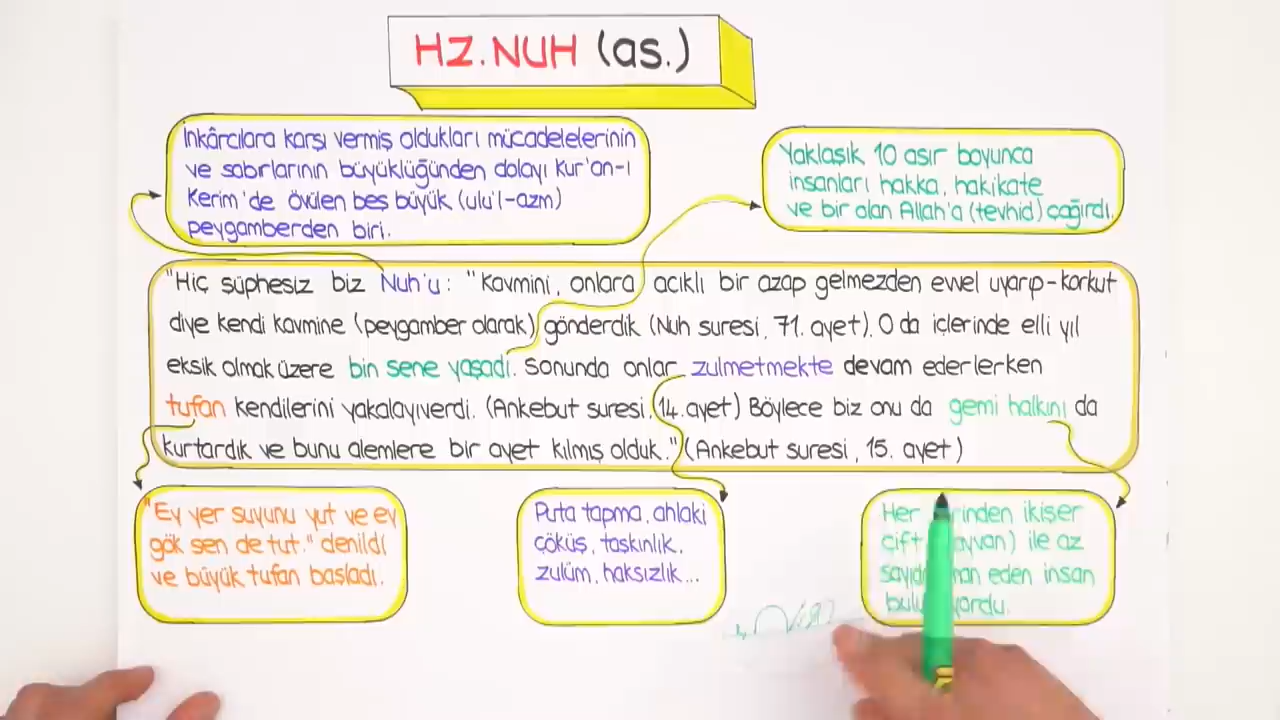 HZ. NUH (as.)
İnkârcılara karşı vermiş oldukları mücadelelerinin
ve sabırlarının büyüklüğünden dolayı Kur'an-ı
Kerim'de övülen beş büyük (ulu'l-azm)
peygamberden biri.
Yaklaşık 10 asır boyunca
insanları hakka, hakikate
ve bir olan Allah'a (tevhid) çağırdı.
"Hiç şüphesiz biz Nuh'u: "Kavmini, onlara acıklı bir azap gelmezden evvel uyarıp-korkut
diye kendi kavmine (peygamber olarak) gönderdik (Nuh suresi, 71. ayet). O da içlerinde elli yıl
eksik olmak üzere bin sene yaşadı. Sonunda onlar zulmetmekte devam ederlerken
tufan kendilerini yakalayıverdi. (Ankebut suresi, 14. ayet) Böylece biz onu da gemi halkını da
kurtardık ve bunu alemlere bir ayet kılmış olduk." (Ankebut suresi, 15. ayet)
"Ey yer suyunu yut ve ey
gök sen de tut." denildi
ve büyük tufan başladı.
Puta tapma, ahlaki
çöküş, taşkınlık,
zulüm, haksızlık...
Her ikişer
çift ile az
eden insan